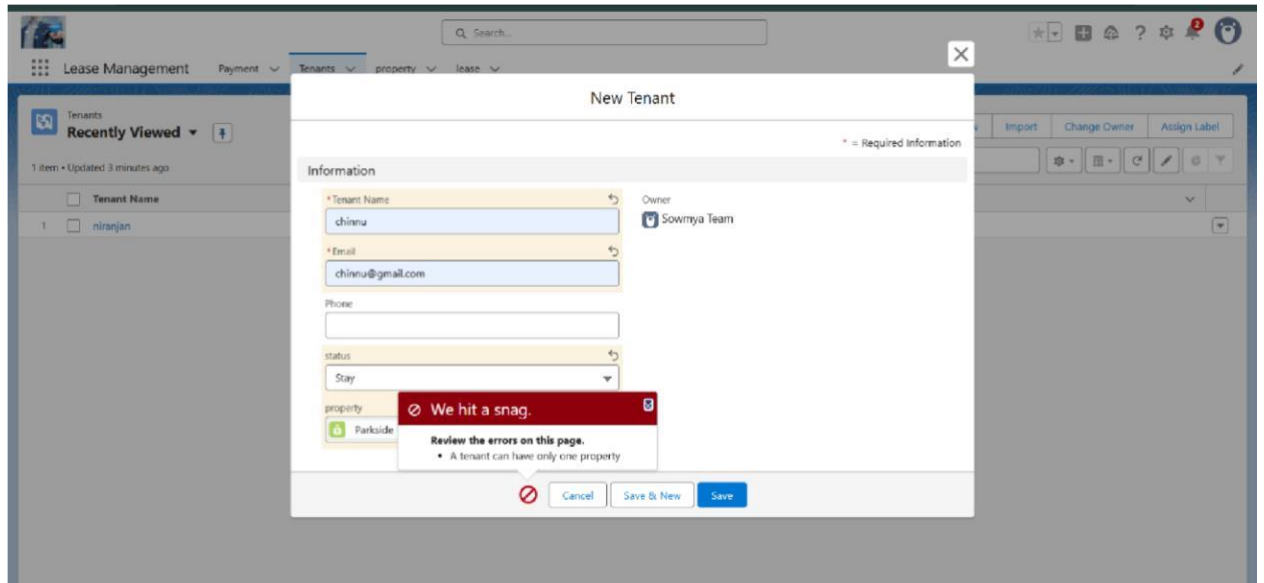 Search...
2
Lease Management Payment Tenants property lease
New Tenant
Tenants
Recently Viewed
Import Change Owner Assign Label
* = Required Information
1 item • Updated 3 minutes ago
Information
Tenant Name
1 niranjan
*Tenant Name
chinnu
Owner
Sowmya Team
*Email
chinnu@gmail.com
Phone
status
Stay
property
Parkside
We hit a snag.
Review the errors on this page.
• A tenant can have only one property
Cancel Save & New Save